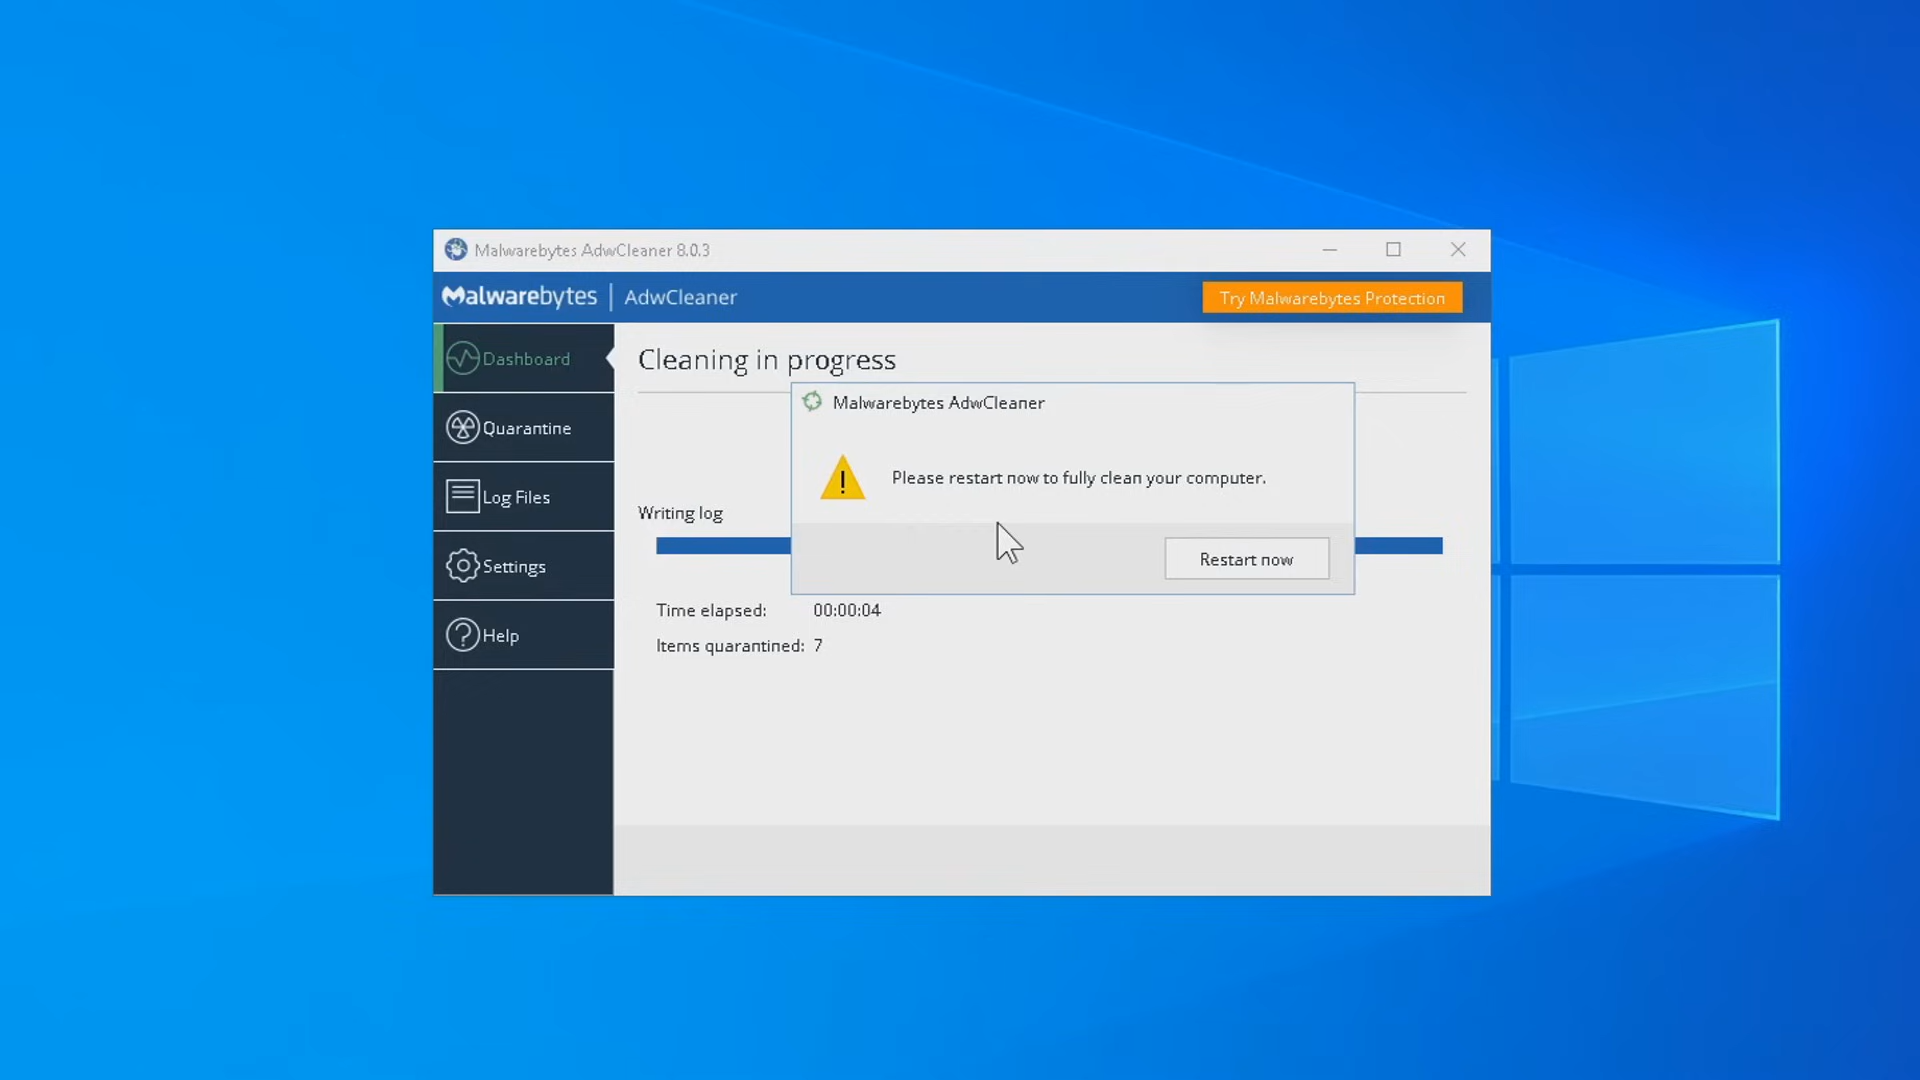 Malwarebytes AdwCleaner 8.0.3
Malwarebytes | AdwCleaner
Try Malwarebytes Protection
Dashboard
Quarantine
Log Files
Settings
Help
Cleaning in progress
Malwarebytes AdwCleaner
Please restart now to fully clean your computer.
Restart now
Writing log
Time elapsed: 00:00:04
Items quarantined: 7